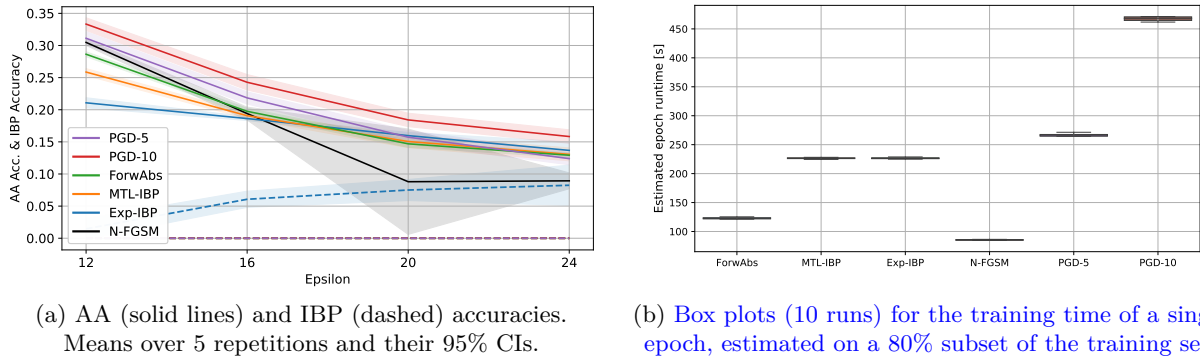 0.35
0.30
0.25
0.20
0.15
0.10
0.05
0.00
AA Acc. & IBP Accuracy
PGD-5
PGD-10
ForwAbs
MTL-IBP
Exp-IBP
N-FGSM
12 16 20 24
Epsilon
(a) AA (solid lines) and IBP (dashed) accuracies.
Means over 5 repetitions and their 95% CIs.
450
400
350
300
250
200
150
100
Estimated epoch runtime [s]
ForwAbs MTL-IBP Exp-IBP N-FGSM PGD-5 PGD-10
(b) Box plots (10 runs) for the training time of a sing
epoch, estimated on a 80% subset of the training se